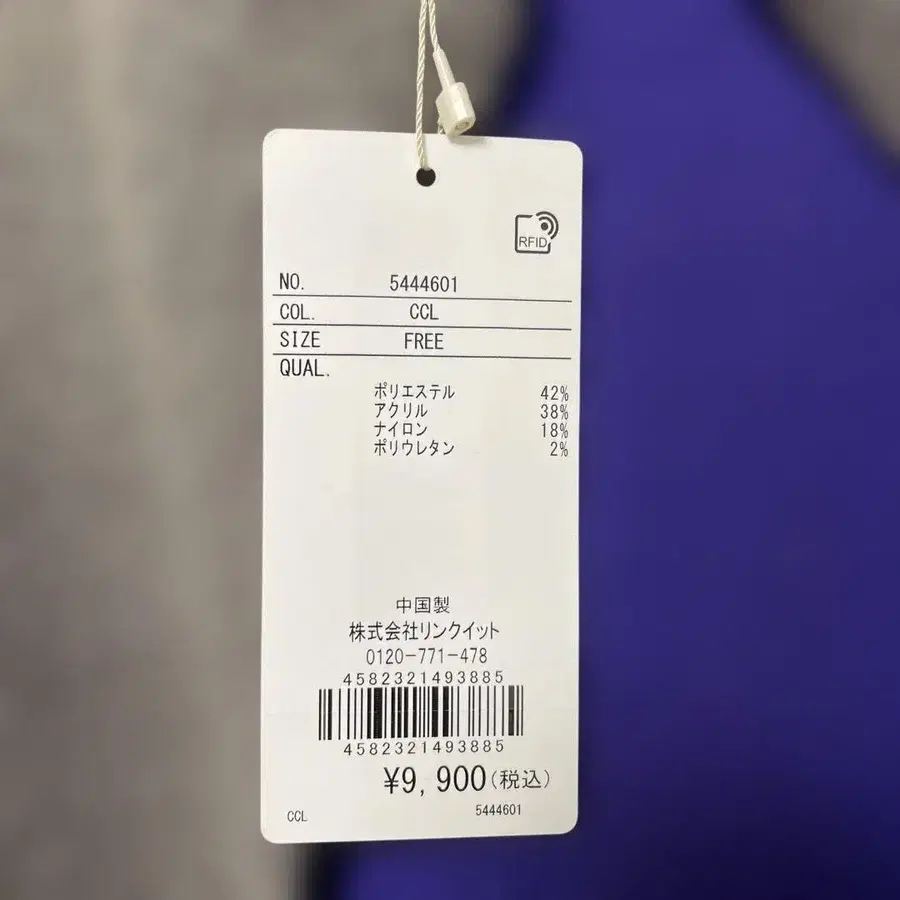 RFID
NO. 5444601
COL. CCL
SIZE FREE
QUAL.
ポリエステル 42%
アクリル 38%
ナイロン 18%
ポリウレタン 2%
中国製
株式会社リンクイット
0120-771-478
4582321493885
4582321493885
¥9,900(税込)
CCL 5444601